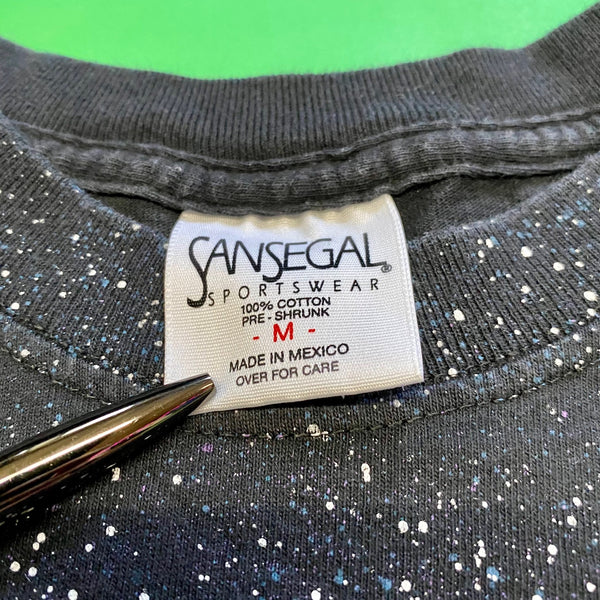 SANSEGAL®
SPORTSWEAR
100% COTTON
PRE-SHRUNK
- M -
MADE IN MEXICO
OVER FOR CARE